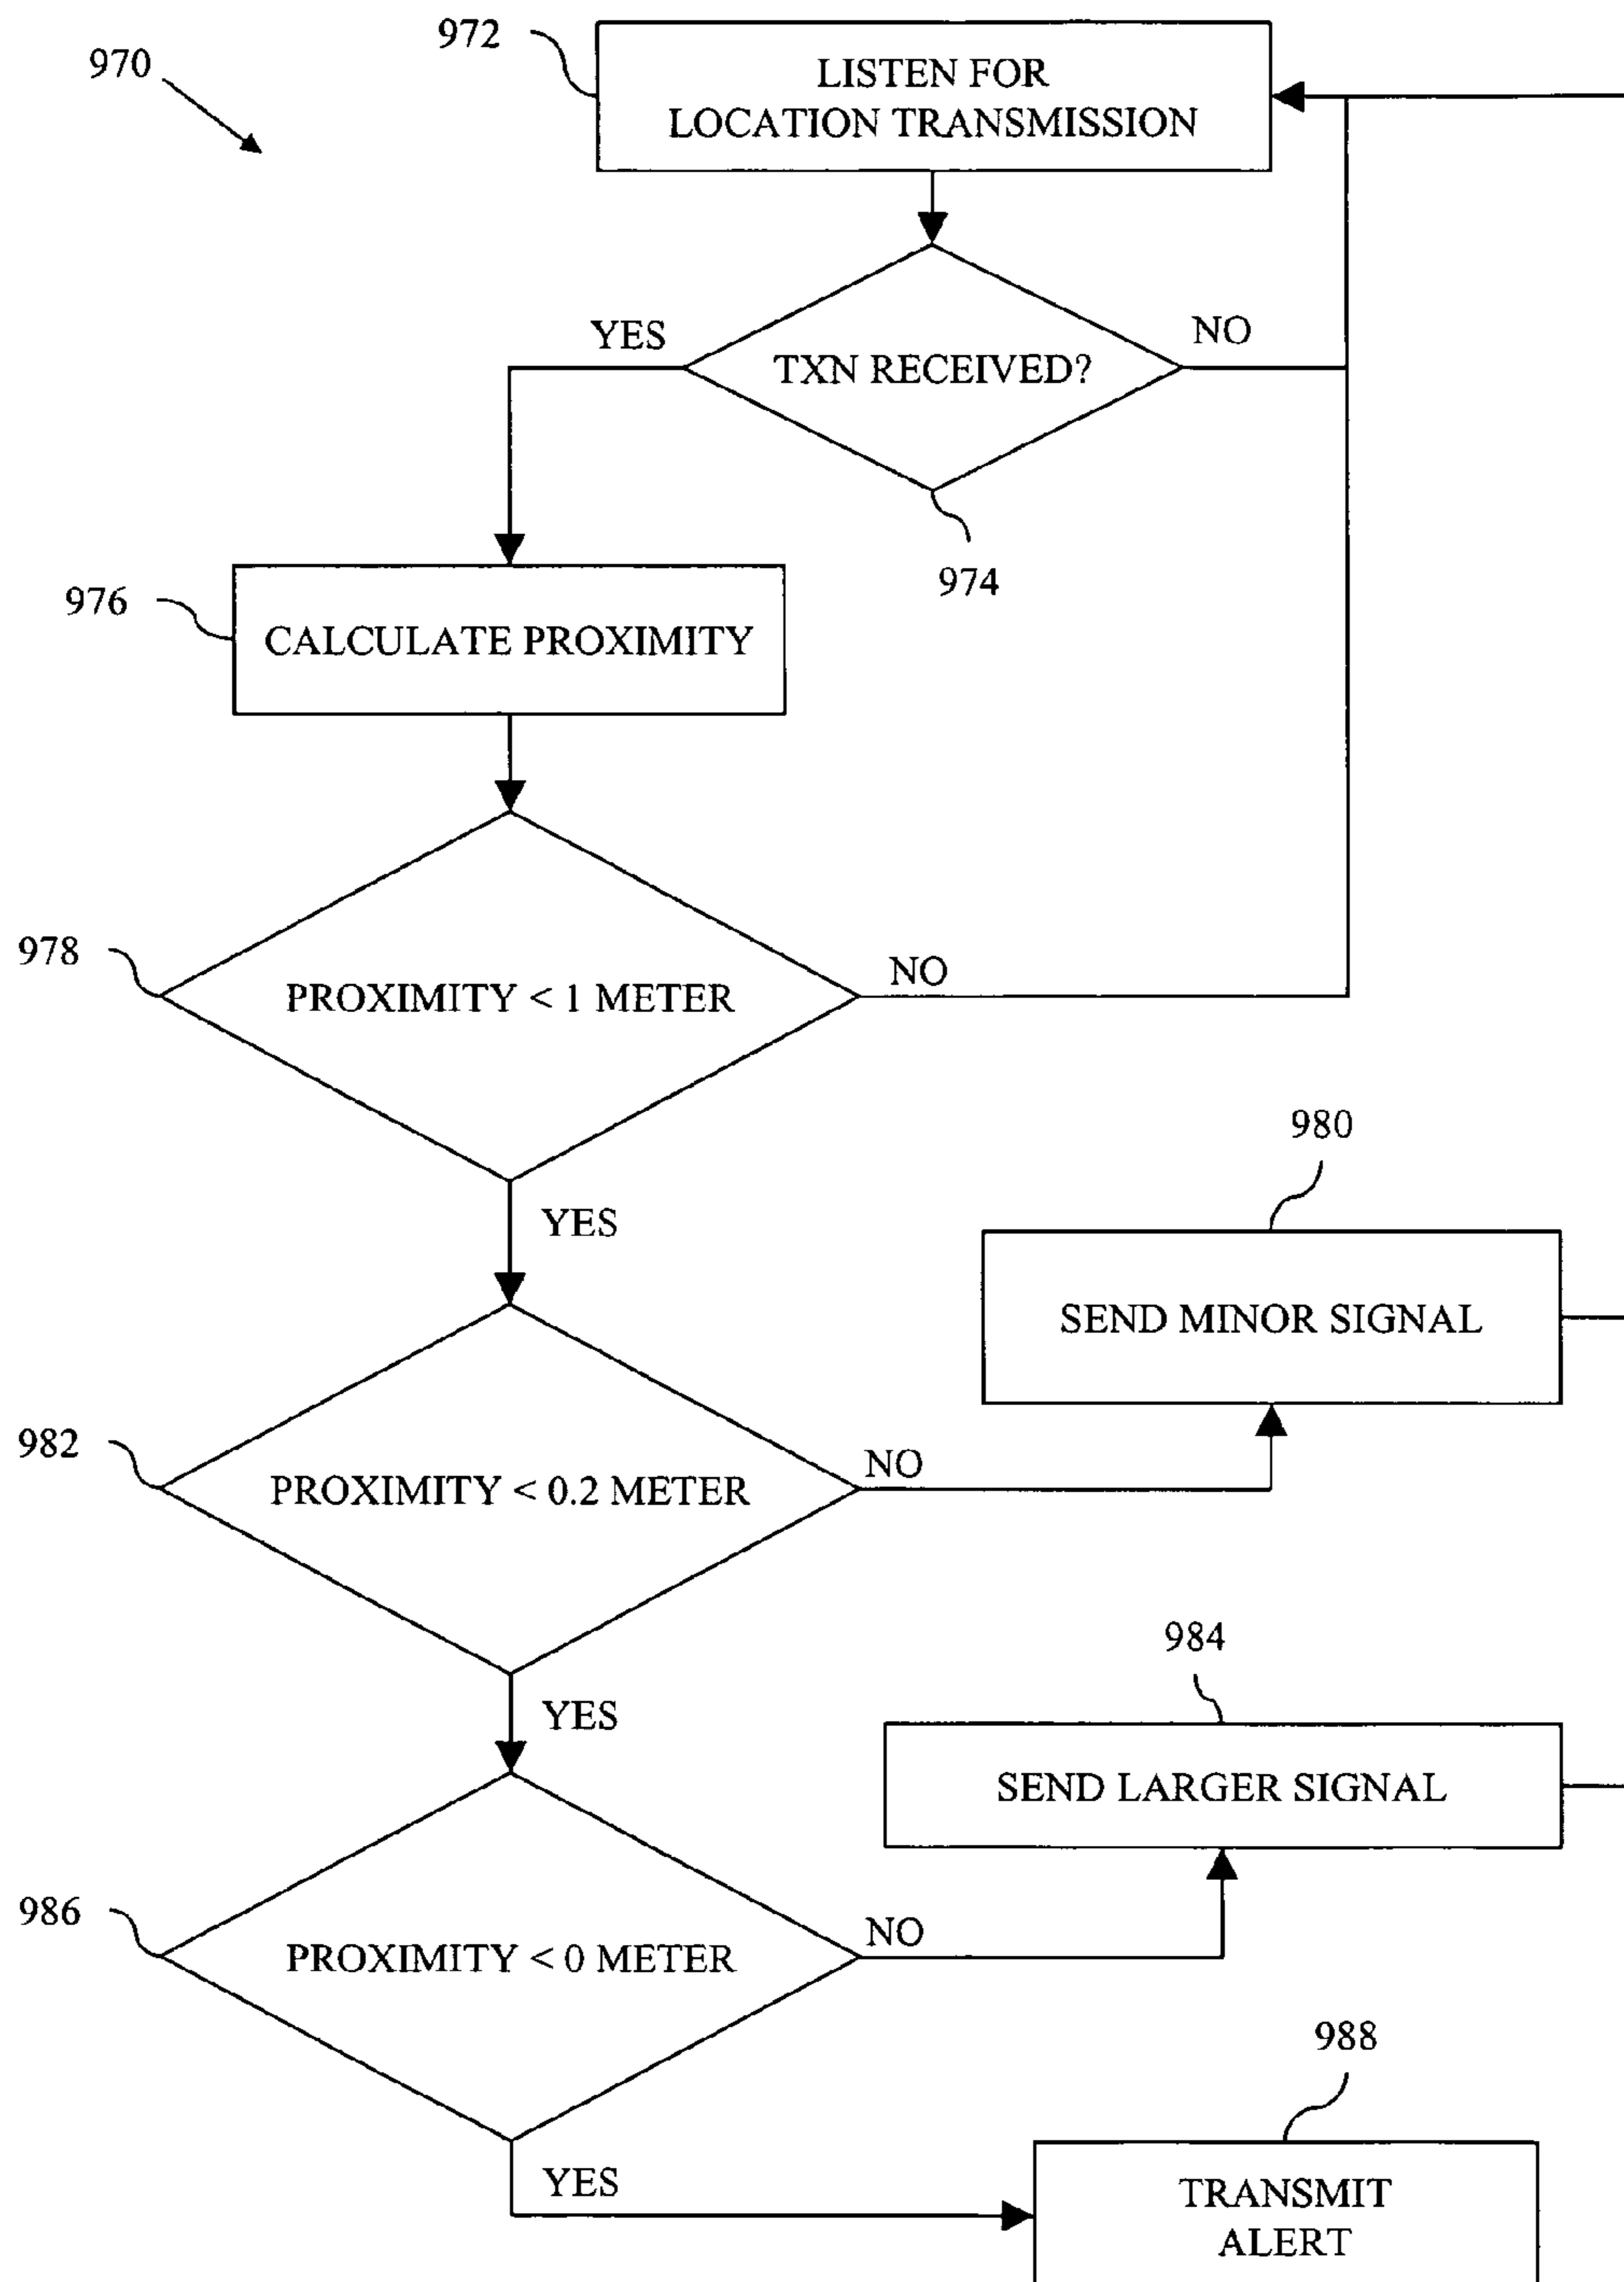 972
970
LISTEN FOR
LOCATION TRANSMISSION
YES
NO
TXN RECEIVED?
974
976
CALCULATE PROXIMITY
978
NO
PROXIMITY < 1 METER
980
YES
SEND MINOR SIGNAL
982
NO
PROXIMITY < 0.2 METER
984
YES
SEND LARGER SIGNAL
986
NO
PROXIMITY < 0 METER
988
YES
TRANSMIT
ALERT